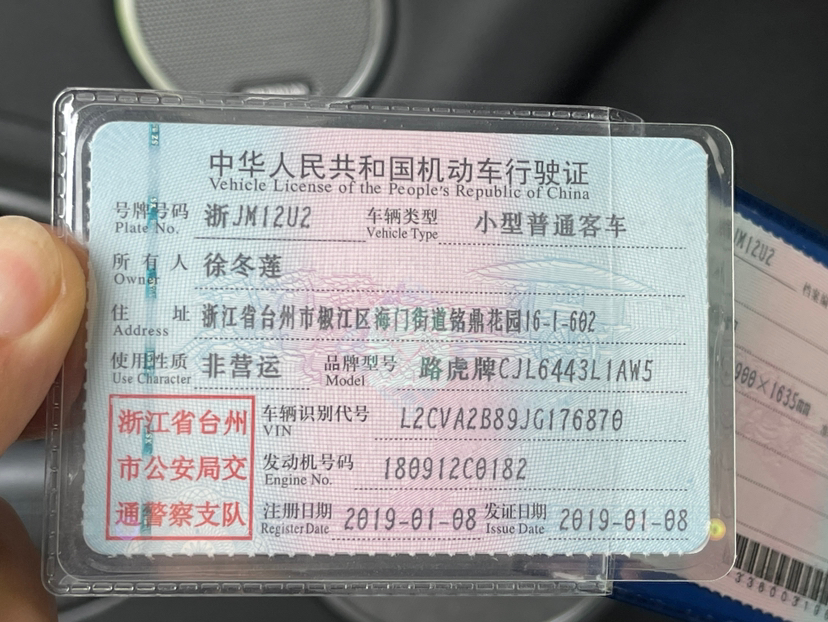 中华人民共和国机动车行驶证
Vehicle License of the People's Republic of China
号牌号码 浙JM12U2 车辆类型 小型普通客车
Plate No. Vehicle Type
所有人 徐冬莲
Owner
住址 浙江省台州市椒江区海门街道铭鼎花园16-1-602
Address
使用性质 非营运 品牌型号 路虎牌CJL6443L1AW5
Use Character Model
浙江省台州
市公安局交
通警察支队
车辆识别代号 L2CVA2B89JG176870
VIN
发动机号码 180912C0182
Engine No.
注册日期 2019-01-08 发证日期 2019-01-08
Register Date Issue Date
JM12U2
档案编
900×1635mm